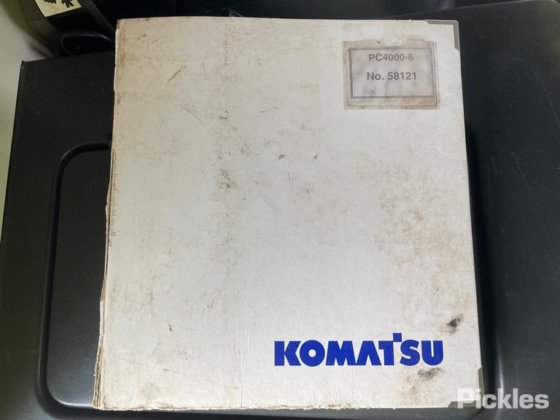 PC4000-6
No. 58121
KOMATSU
Pickles